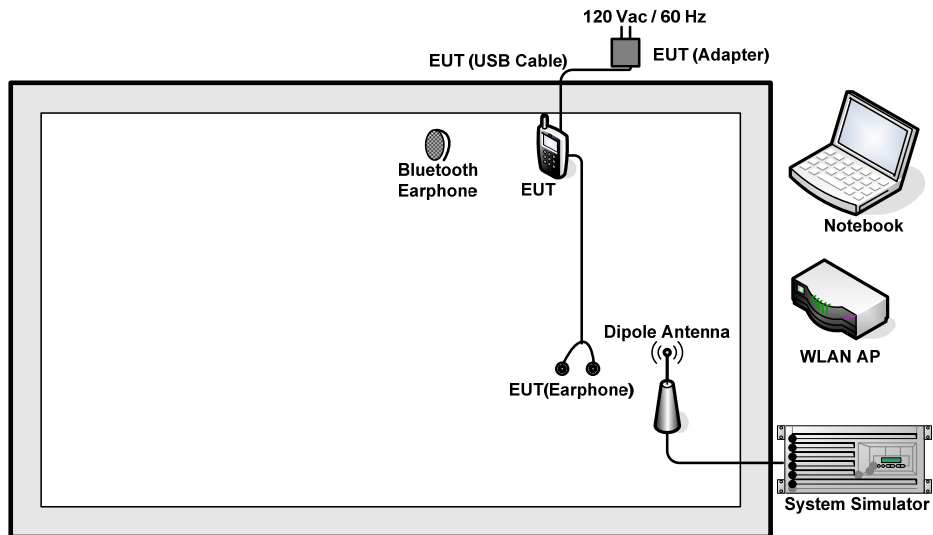 120 Vac / 60 Hz
EUT (USB Cable)
EUT (Adapter)
Bluetooth
Earphone
EUT
Notebook
Dipole Antenna
WLAN AP
EUT(Earphone)
System Simulator